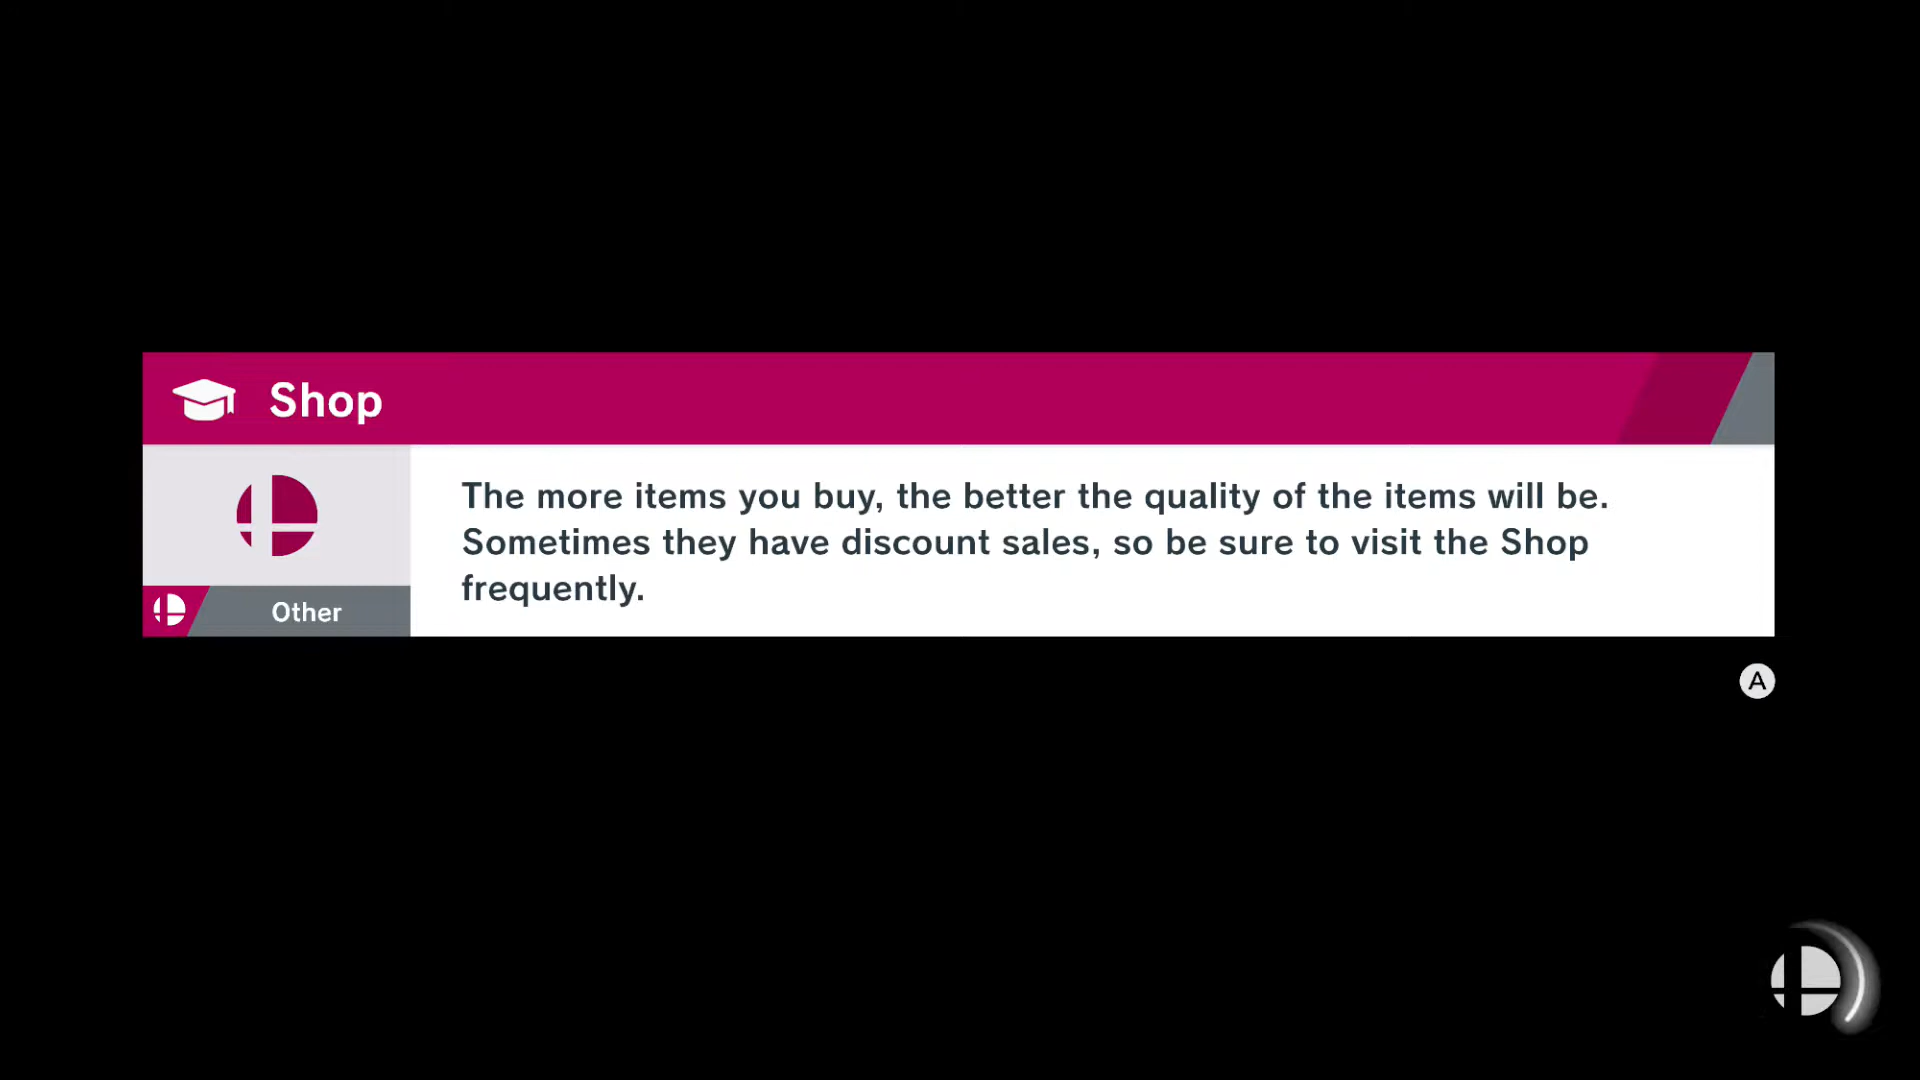 Shop
The more items you buy, the better the quality of the items will be.
Sometimes they have discount sales, so be sure to visit the Shop
frequently.
Other
A